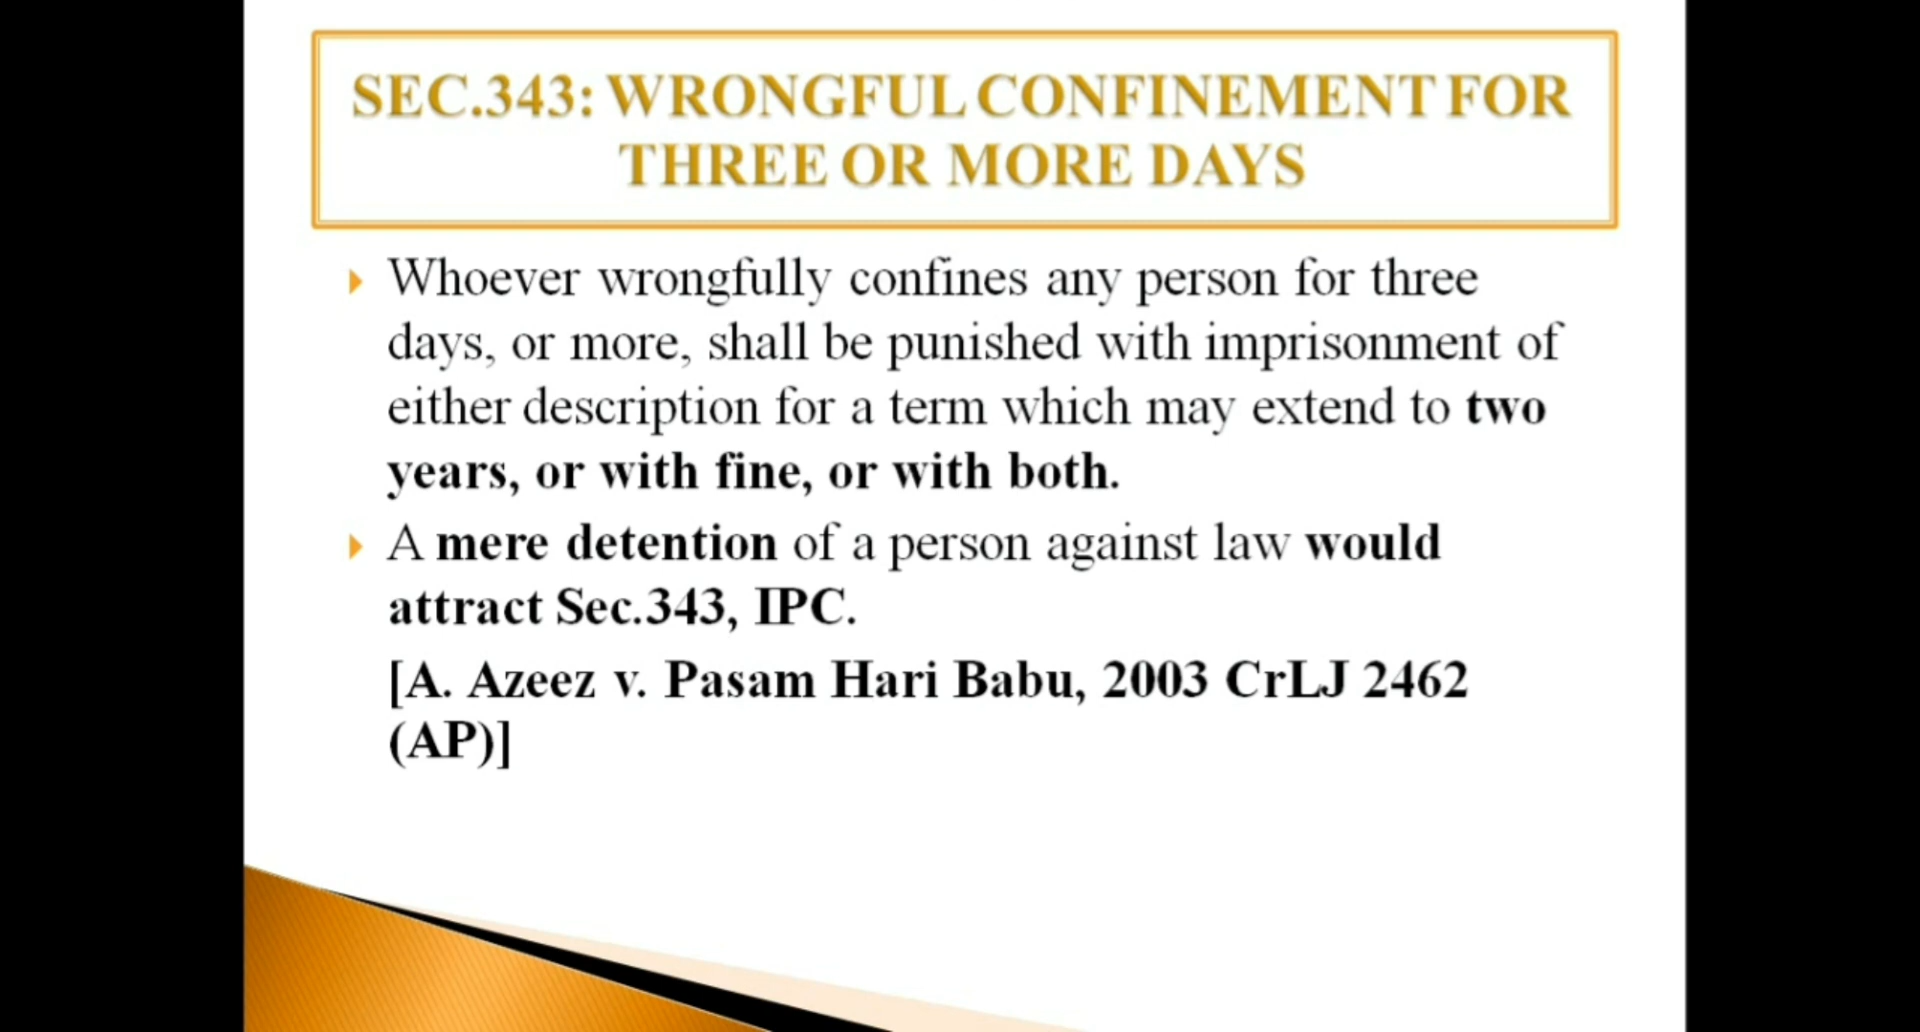 SEC.343: WRONGFUL CONFINEMENT FOR
THREE OR MORE DAYS
Whoever wrongfully confines any person for three
days, or more, shall be punished with imprisonment of
either description for a term which may extend to two
years, or with fine, or with both.
A mere detention of a person against law would
attract Sec.343, IPC.
[A. Azeez v. Pasam Hari Babu, 2003 CrLJ 2462
(AP)]